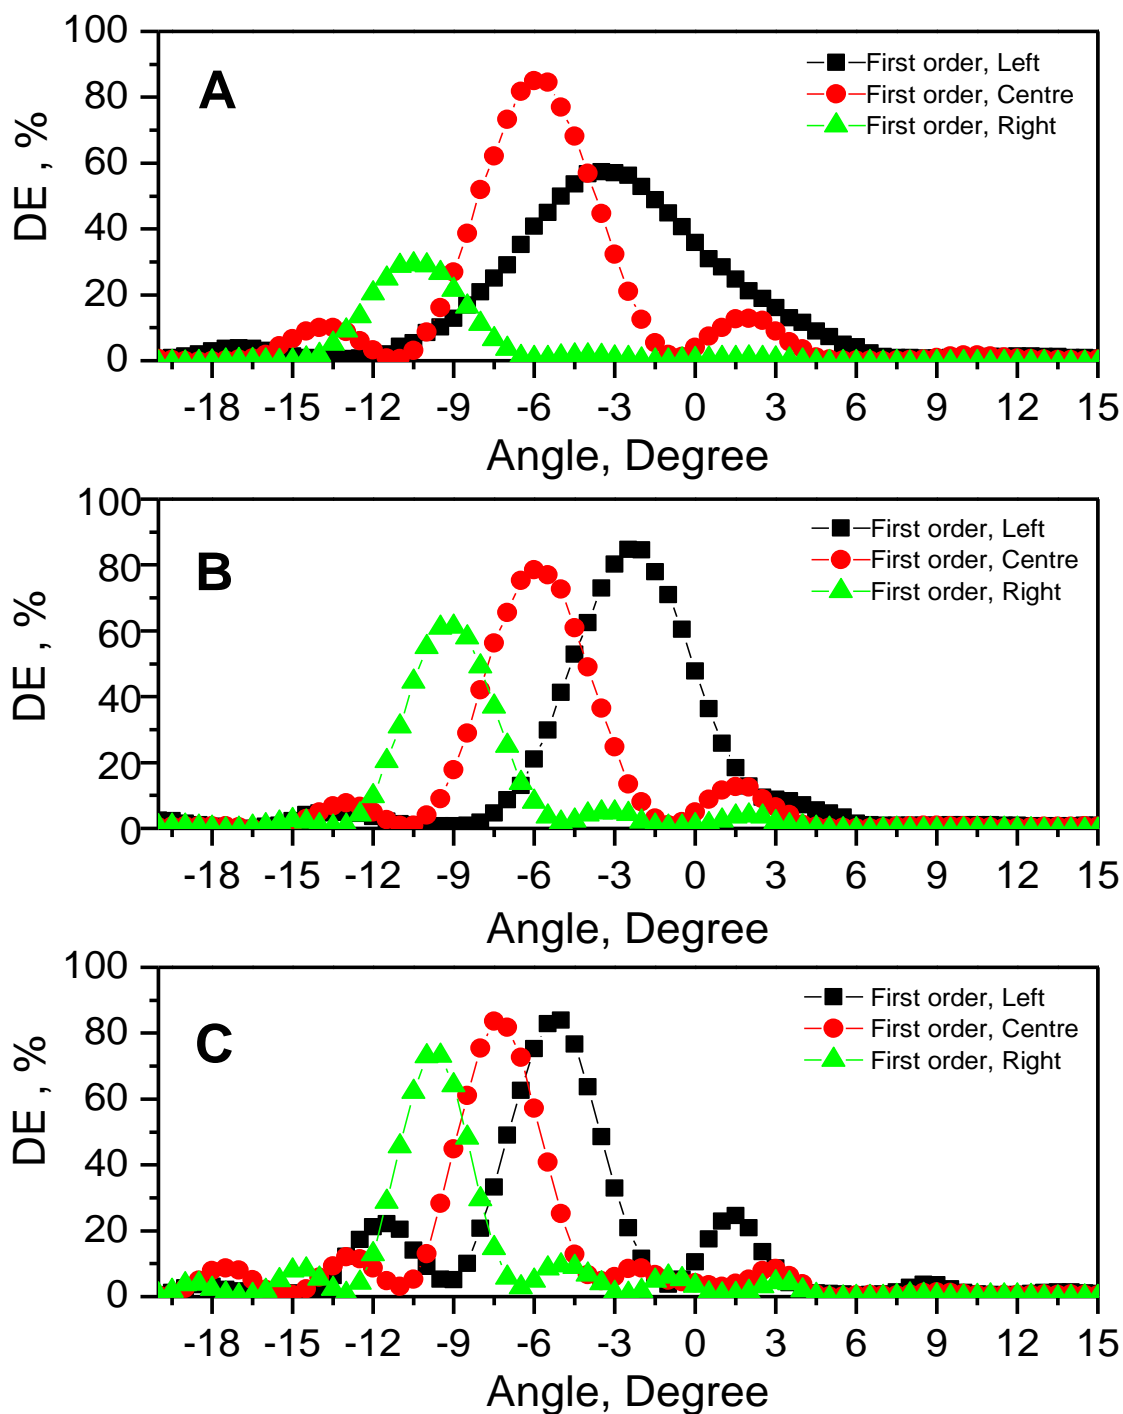 100
80
60
40
20
0
DE , %
A
First order, Left
First order, Centre
First order, Right
-18 -15 -12 -9 -6 -3 0 3 6 9 12 15
Angle, Degree
100
80
60
40
20
0
DE , %
B
First order, Left
First order, Centre
First order, Right
-18 -15 -12 -9 -6 -3 0 3 6 9 12 15
Angle, Degree
100
80
60
40
20
0
DE , %
C
First order, Left
First order, Centre
First order, Right
-18 -15 -12 -9 -6 -3 0 3 6 9 12 15
Angle, Degree